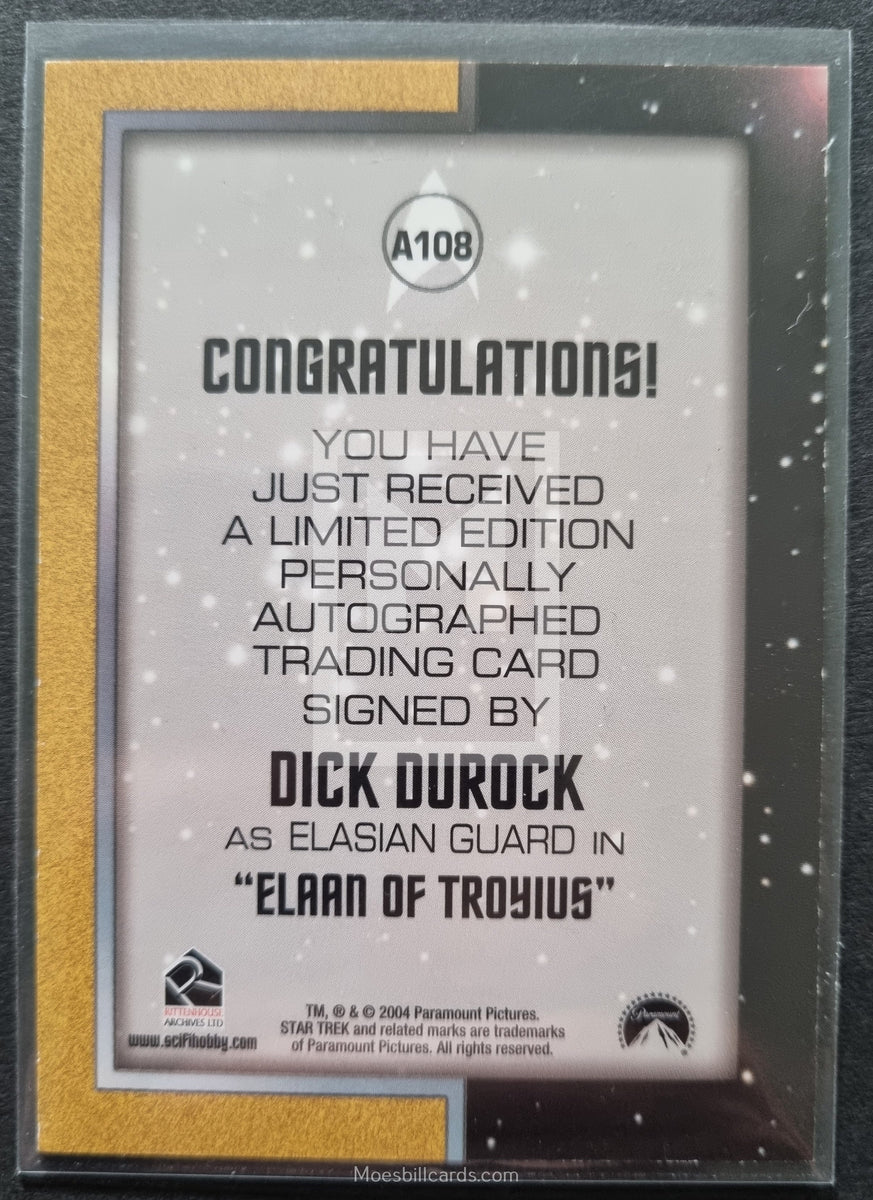 A108
CONGRATULATIONS!
YOU HAVE
JUST RECEIVED
A LIMITED EDITION
PERSONALLY
AUTOGRAPHED
TRADING CARD
SIGNED BY
DICK DUROCK
AS ELASIAN GUARD IN
“ELAAN OF TROYIUS”
RITTENHOUSE
ARCHIVES LTD
www.scifihobby.com
TM, ® & © 2004 Paramount Pictures.
STAR TREK and related marks are trademarks
of Paramount Pictures. All rights reserved.
Paramount
®
Moesbillcards.com